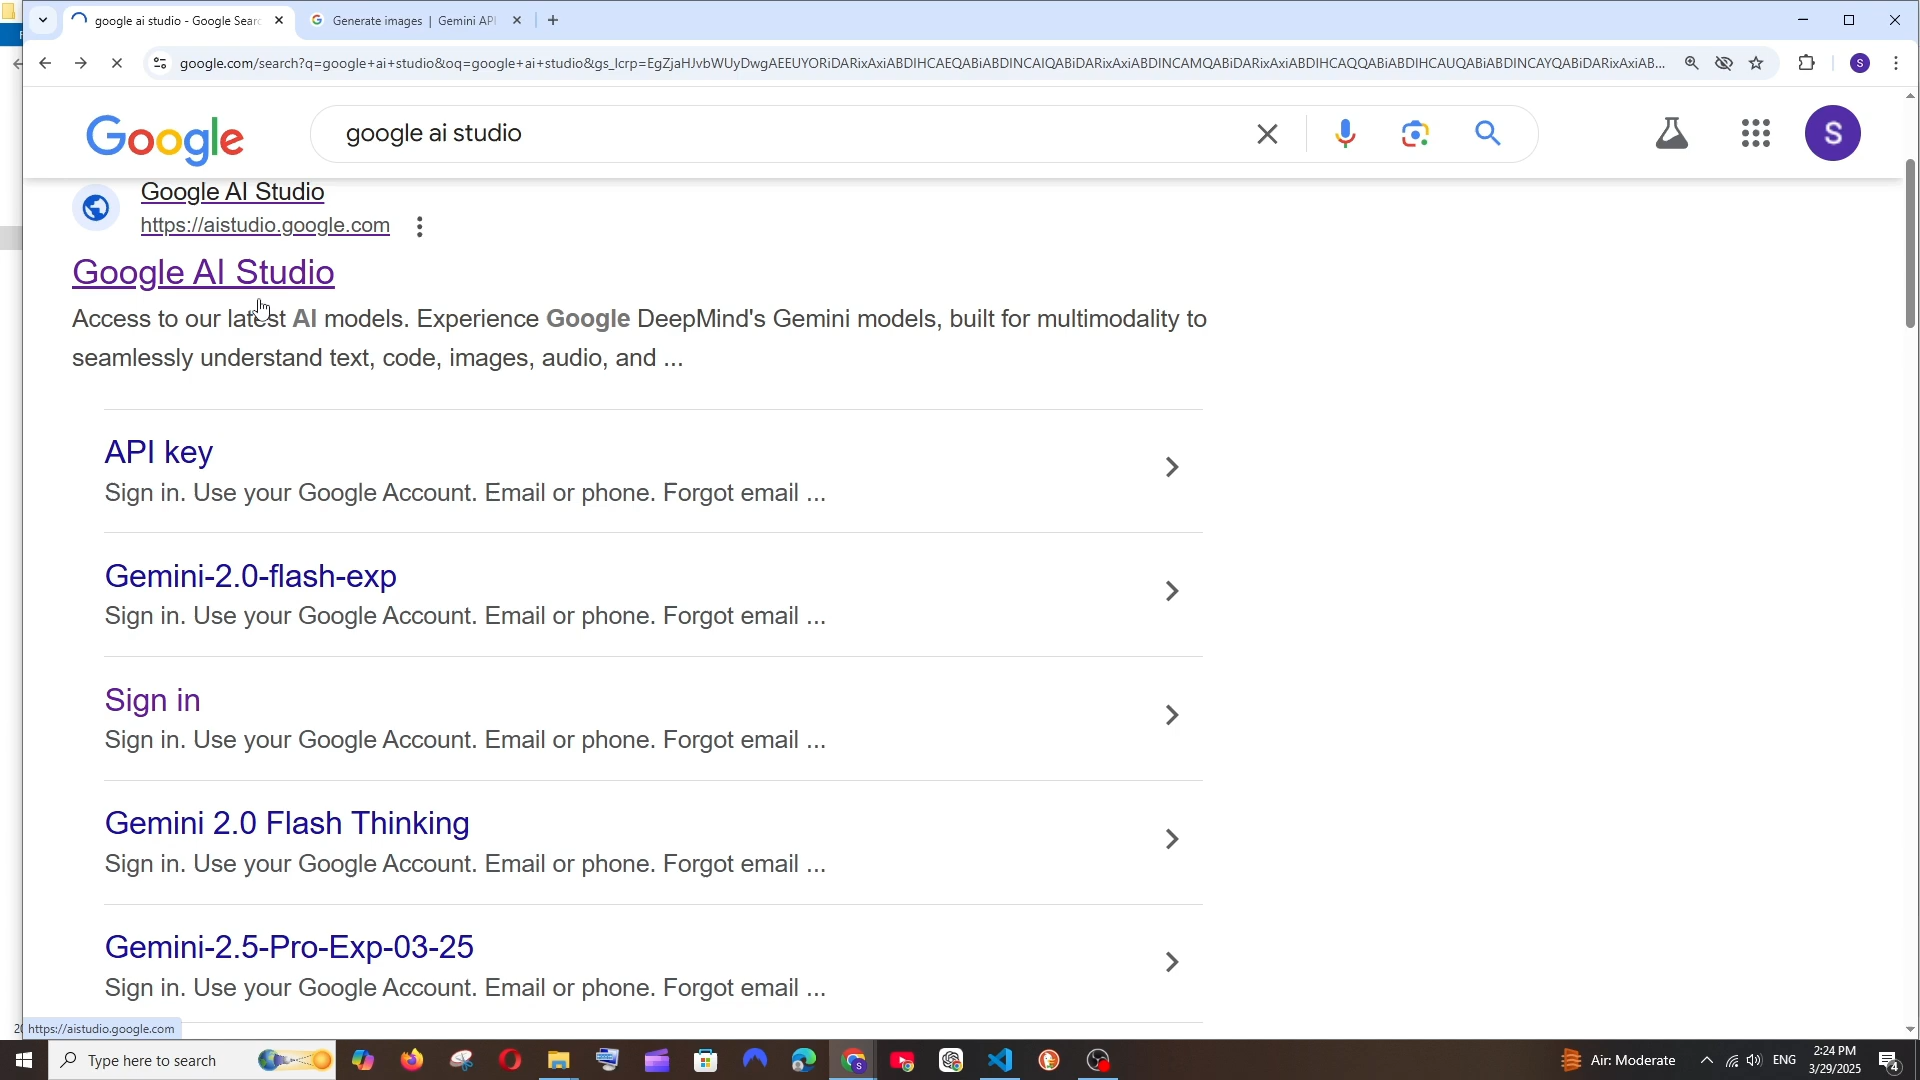 google ai studio - Google Sear
Generate images | Gemini API
google.com/search?q=google+ai+studio&oq=google+ai+studio&gs_lcrp=EgZjaHJvbWUyDwgAEEUYORiDARixAxiABDIHCAEQABiABDINCAIQABiDARixAxiABDINCAMQABiDARixAxiABDIHCAQQABiABDIHCAUQABiABDINCAYQABiDARixAxiAB...
S
Google
google ai studio
S
Google AI Studio
https://aistudio.google.com
Google AI Studio
Access to our latest AI models. Experience Google DeepMind's Gemini models, built for multimodality to
seamlessly understand text, code, images, audio, and ...
API key
Sign in. Use your Google Account. Email or phone. Forgot email ...
Gemini-2.0-flash-exp
Sign in. Use your Google Account. Email or phone. Forgot email ...
Sign in
Sign in. Use your Google Account. Email or phone. Forgot email ...
Gemini 2.0 Flash Thinking
Sign in. Use your Google Account. Email or phone. Forgot email ...
Gemini-2.5-Pro-Exp-03-25
Sign in. Use your Google Account. Email or phone. Forgot email ...
https://aistudio.google.com
Type here to search
Air: Moderate
ENG
2:24 PM
3/29/2025
4